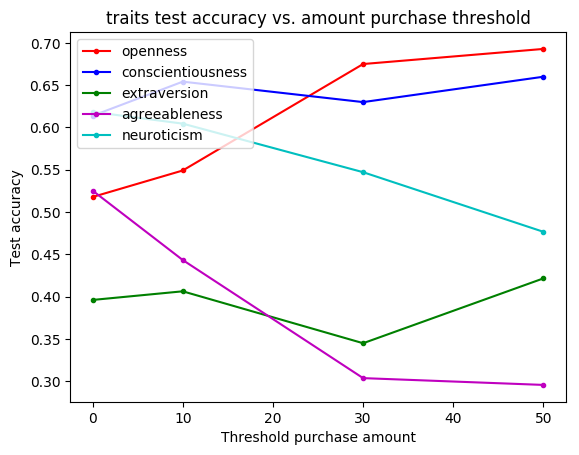 traits test accuracy vs. amount purchase threshold
0.70
0.65
0.60
0.55
0.50
0.45
0.40
0.35
0.30
Test accuracy
openness
conscientiousness
extraversion
agreeableness
neuroticism
0 10 20 30 40 50
Threshold purchase amount